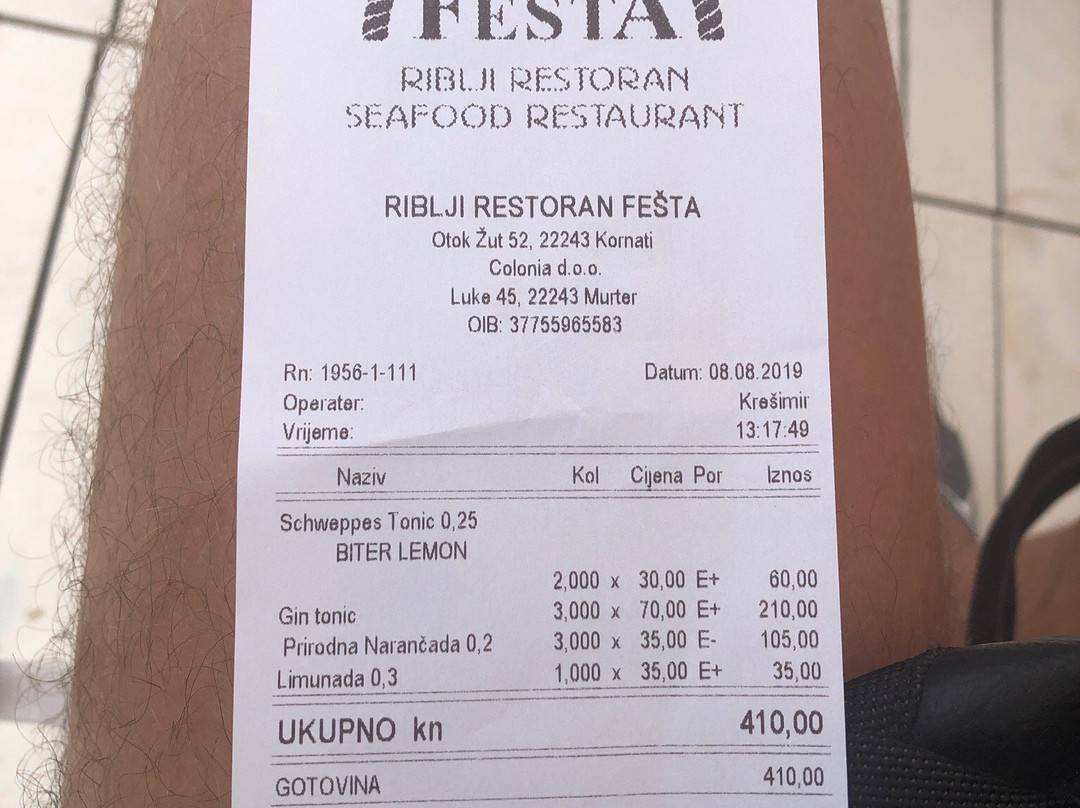 FESTA
RIBLJI RESTORAN
SEAFOOD RESTAURANT
RIBLJI RESTORAN FEŠTA
Otok Žut 52, 22243 Kornati
Colonia d.o.o.
Luke 45, 22243 Murter
OIB: 37755965583
Rn: 1956-1-111 Datum: 08.08.2019
Operater: Krešimir
Vrijeme: 13:17:49
Naziv Kol Cijena Por Iznos
Schweppes Tonic 0,25
BITER LEMON
2,000 x 30,00 E+ 60,00
Gin tonic 3,000 x 70,00 E+ 210,00
Prirodna Narančada 0,2 3,000 x 35,00 E- 105,00
Limunada 0,3 1,000 x 35,00 E+ 35,00
UKUPNO kn 410,00
GOTOVINA 410,00